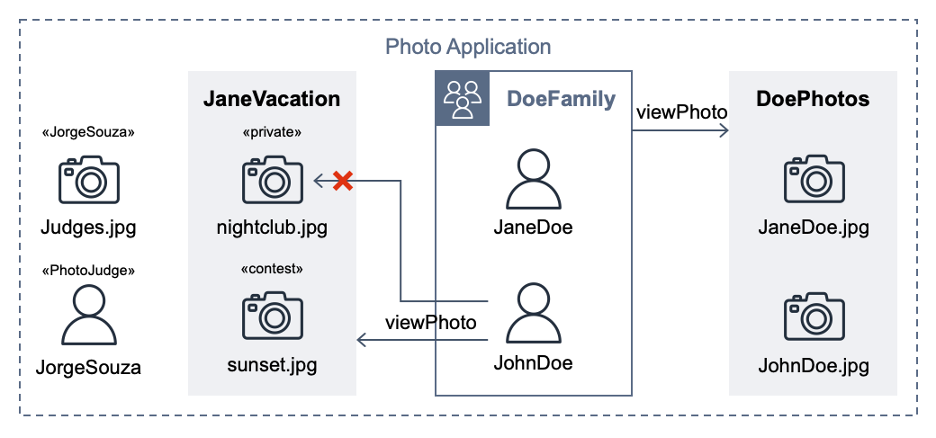 Photo Application
«JorgeSouza»
Judges.jpg
«PhotoJudge»
JorgeSouza
JaneVacation
«private»
nightclub.jpg
«contest»
sunset.jpg
viewPhoto
DoeFamily
JaneDoe
JohnDoe
viewPhoto
DoePhotos
JaneDoe.jpg
JohnDoe.jpg